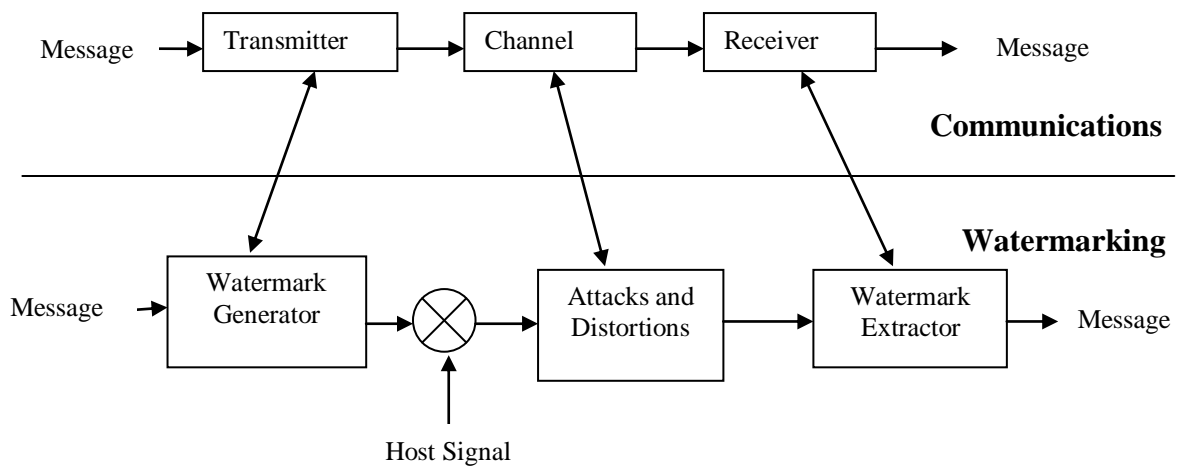 Message
Transmitter
Channel
Receiver
Message
Communications
Watermarking
Message
Watermark
Generator
Attacks and
Distortions
Watermark
Extractor
Message
Host Signal